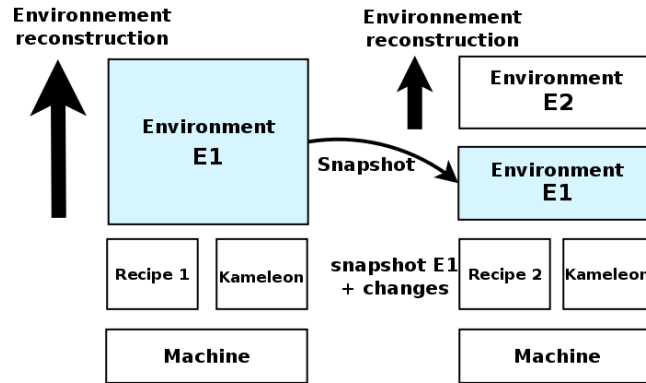 Environnement
reconstruction
Environment
E1
Recipe 1
Kameleon
Machine
Snapshot
snapshot E1
+ changes
Environnement
reconstruction
Environment
E2
Environment
E1
Recipe 2
Kameleon
Machine